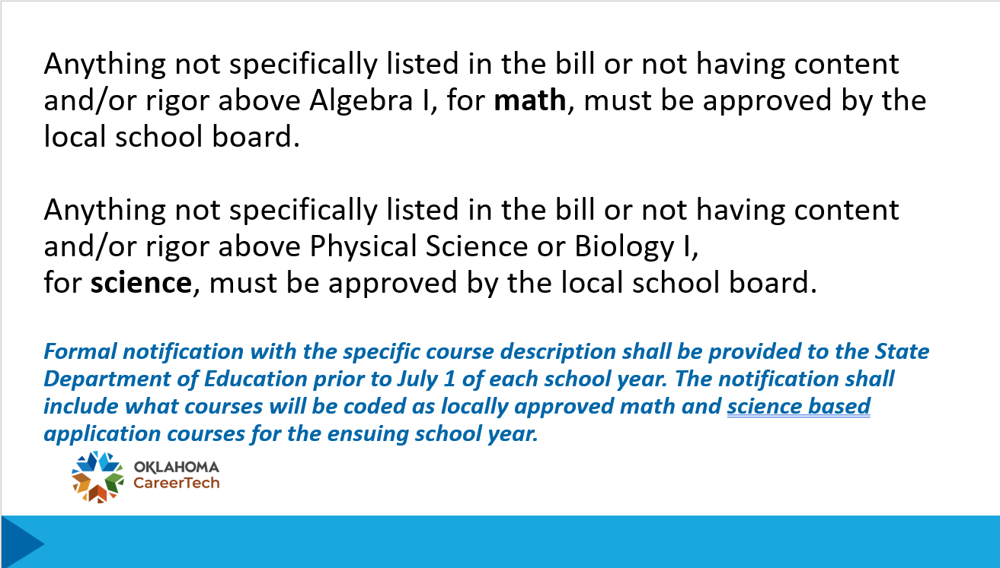 Anything not specifically listed in the bill or not having content
and/or rigor above Algebra I, for math, must be approved by the
local school board.
Anything not specifically listed in the bill or not having content
and/or rigor above Physical Science or Biology I,
for science, must be approved by the local school board.
Formal notification with the specific course description shall be provided to the State
Department of Education prior to July 1 of each school year. The notification shall
include what courses will be coded as locally approved math and science based
application courses for the ensuing school year.
OKLAHOMA
CareerTech